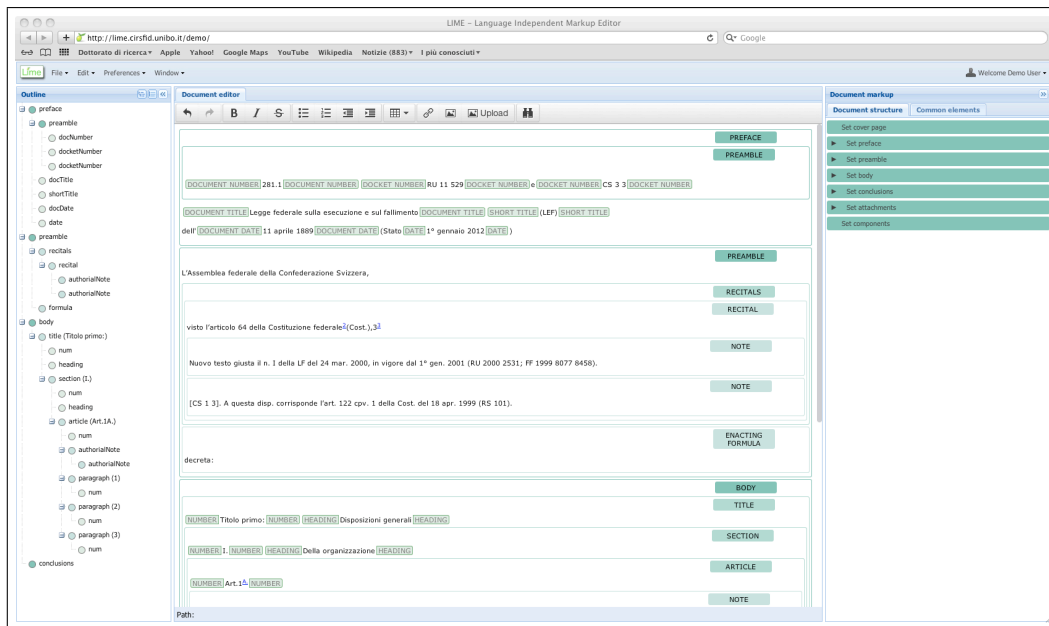 LIME – Language Independent Markup Editor
http://lime.cirsfid.unibo.it/demo/
Google
Dottorato di ricerca Apple Yahoo! Google Maps YouTube Wikipedia Notizie (883) I più conosciuti
Lime File Edit Preferences Window Welcome Demo User
Outline
preface
preamble
docNumber
docketNumber
docketNumber
docTitle
shortTitle
docDate
date
preamble
recitals
recital
authorialNote
authorialNote
formula
body
title (Titolo primo:)
num
heading
section (I.)
num
heading
article (Art.1A.)
num
authorialNote
authorialNote
paragraph (1)
num
paragraph (2)
num
paragraph (3)
num
conclusions
Document editor
B I S Upload
PREFACE
PREAMBLE
DOCUMENT NUMBER 281.1 DOCUMENT NUMBER DOCKET NUMBER RU 11 529 DOCKET NUMBER e DOCKET NUMBER CS 3 3 DOCKET NUMBER
DOCUMENT TITLE Legge federale sulla esecuzione e sul fallimento DOCUMENT TITLE SHORT TITLE (LEF) SHORT TITLE
dell' DOCUMENT DATE 11 aprile 1889 DOCUMENT DATE (Stato DATE 1° gennaio 2012 DATE )
PREAMBLE
L'Assemblea federale della Confederazione Svizzera,
RECITALS
RECITAL
visto l'articolo 64 della Costituzione federale2(Cost.),33
NOTE
Nuovo testo giusta il n. I della LF del 24 mar. 2000, in vigore dal 1° gen. 2001 (RU 2000 2531; FF 1999 8077 8458).
NOTE
[CS 1 3]. A questa disp. corrisponde l'art. 122 cpv. 1 della Cost. del 18 apr. 1999 (RS 101).
ENACTING
FORMULA
decreta:
BODY
TITLE
NUMBER Titolo primo: NUMBER HEADING Disposizioni generali HEADING
SECTION
NUMBER I. NUMBER HEADING Della organizzazione HEADING
ARTICLE
NUMBER Art.1A. NUMBER
NOTE
Path:
Document markup
Document structure Common elements
Set cover page
Set preface
Set preamble
Set body
Set conclusions
Set attachments
Set components